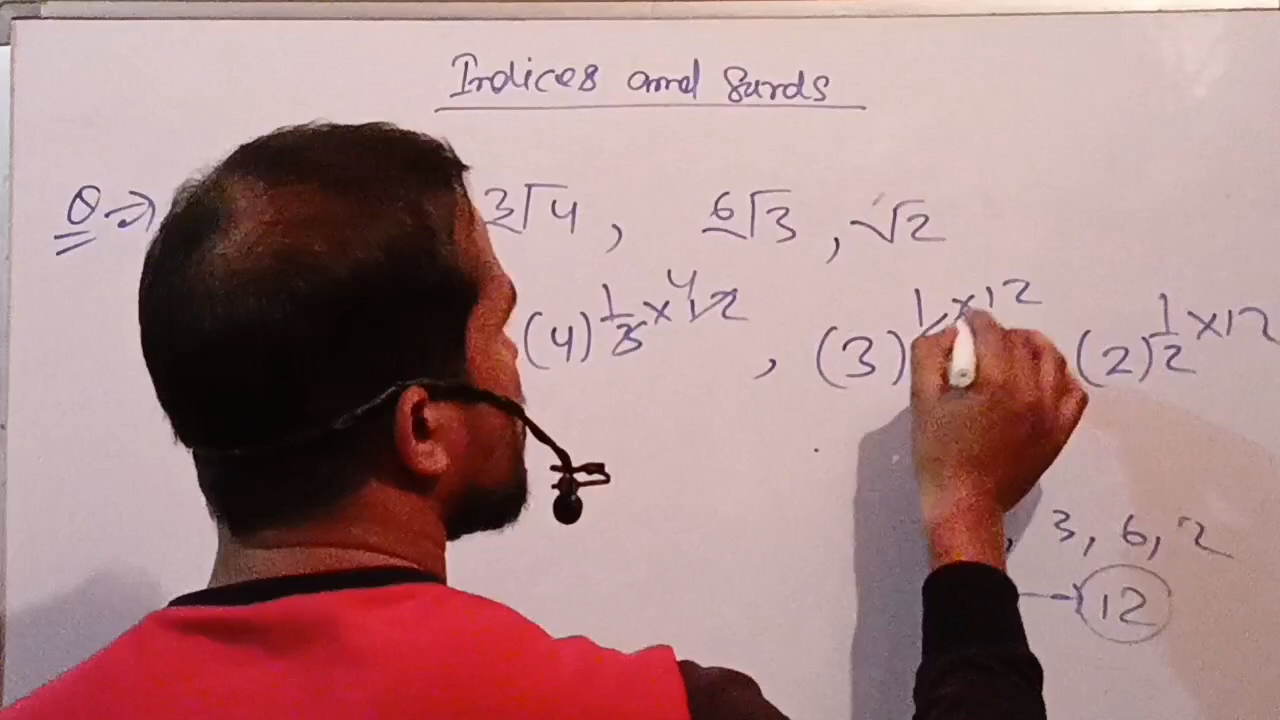 Indices and Surds
Q ⇒ ∛4 , ⁶√3 , √2
(4)^1/3 × 12 4 , (3)^1 × 12 (2)^1/2 × 12
, 3, 6, 2
→ 12